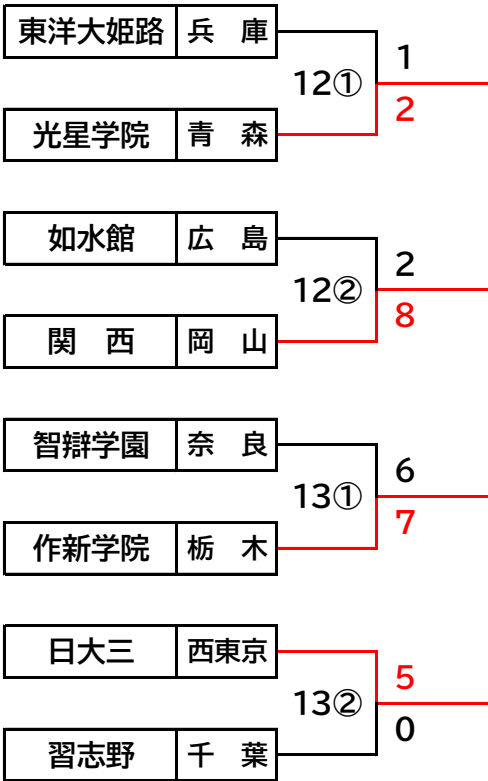 東洋大姫路 兵 庫
1
12①
2
光星学院 青 森
如水館 広 島
2
12②
8
関 西 岡 山
智辯学園 奈 良
6
13①
7
作新学院 栃 木
日大三 西東京
5
13②
0
習志野 千 葉